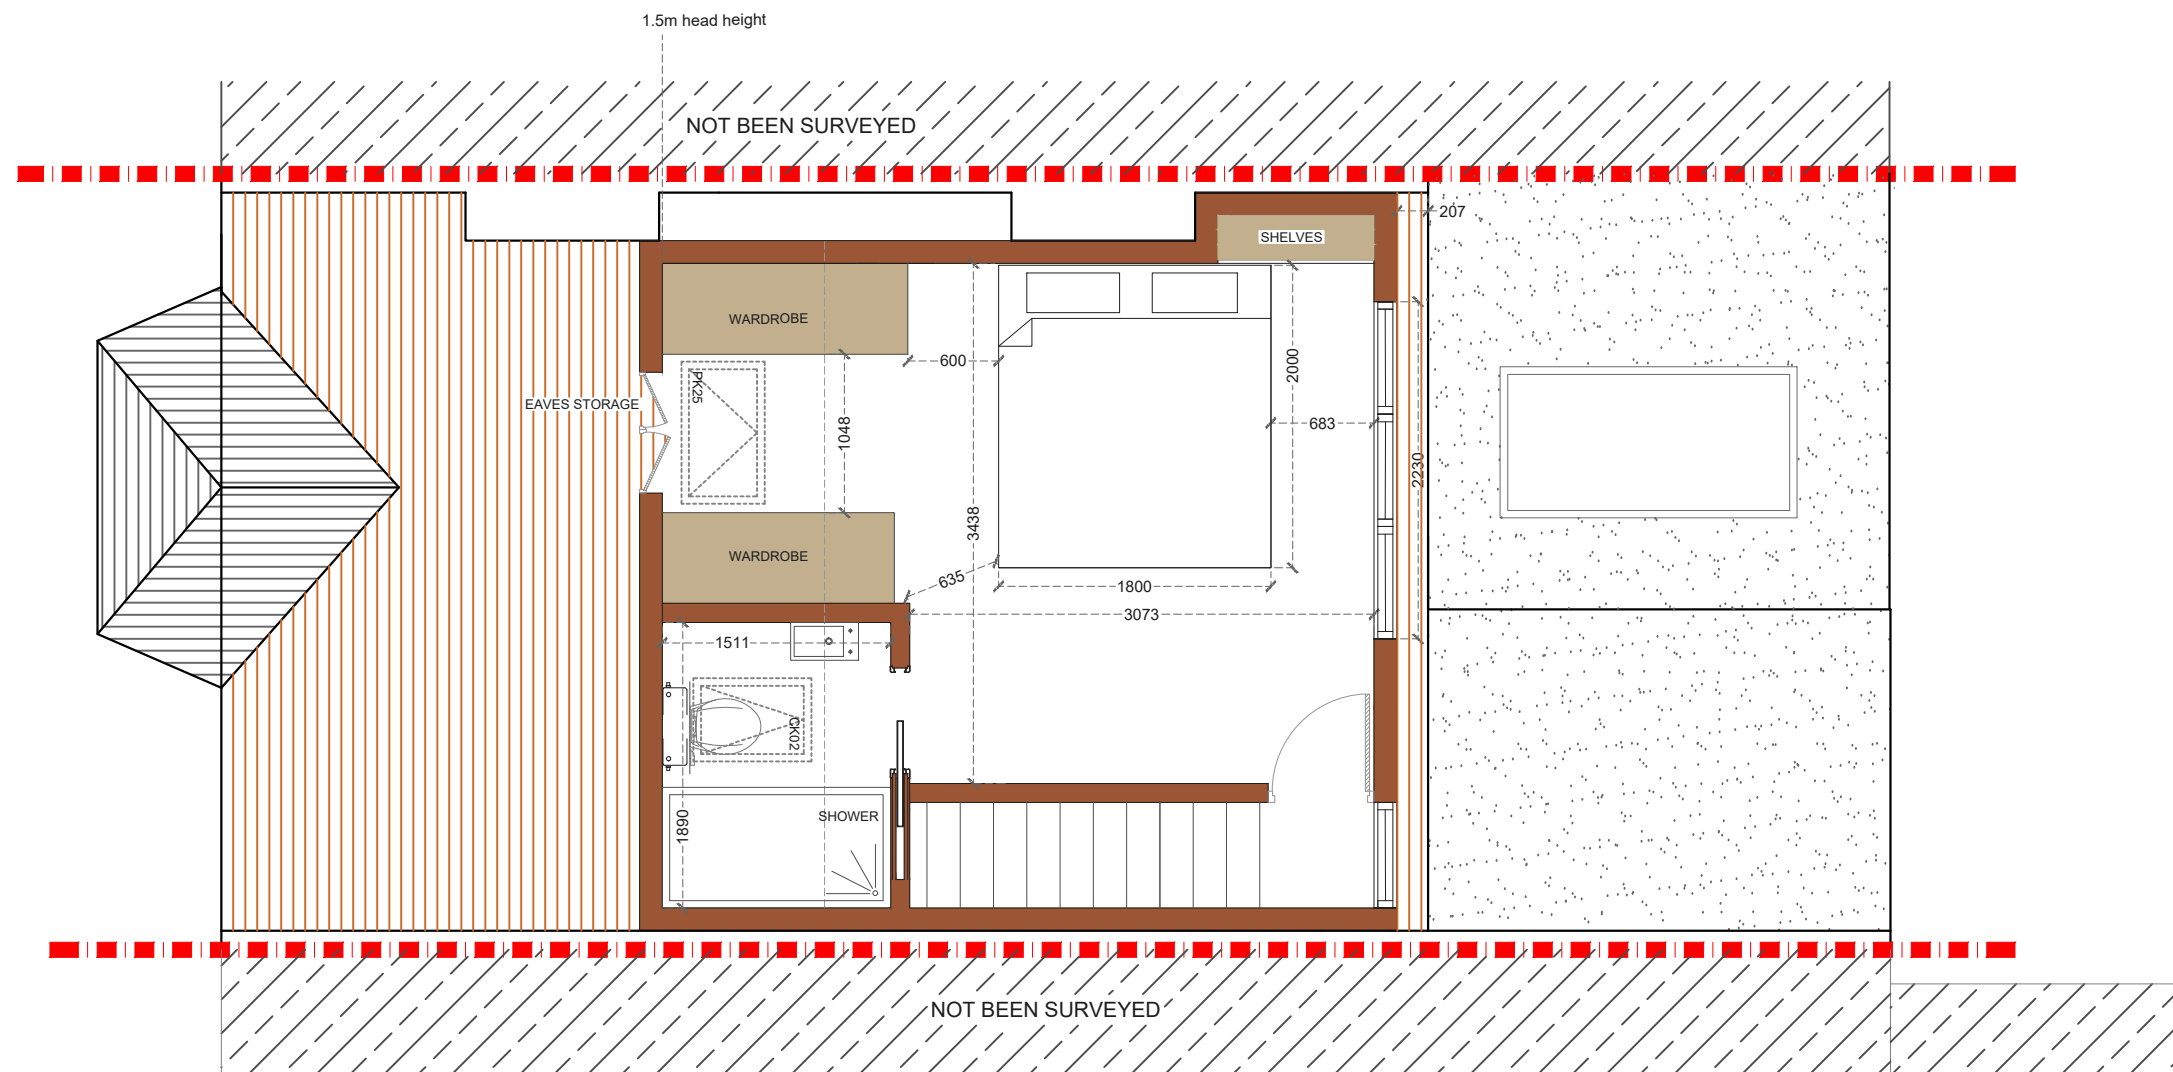 1.5m head height
NOT BEEN SURVEYED
207
SHELVES
WARDROBE
PK25
600
2000
EAVES STORAGE
1048
683
2230
3438
WARDROBE
635
1800
3073
1511
CK02
1890
SHOWER
NOT BEEN SURVEYED